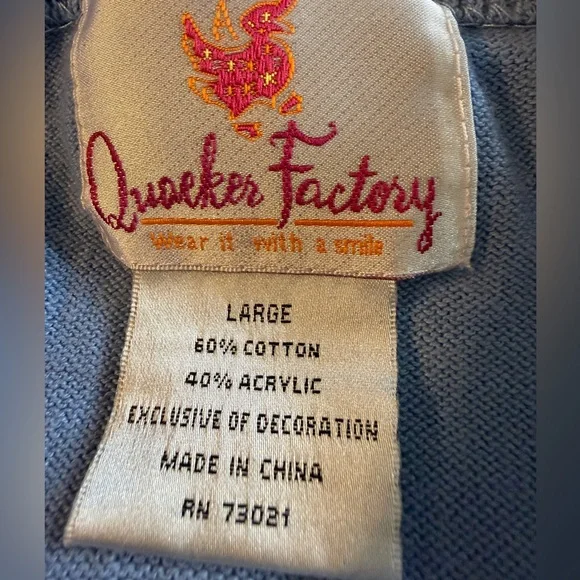 Quacker Factory
wear it with a smile
LARGE
60% COTTON
40% ACRYLIC
EXCLUSIVE OF DECORATION
MADE IN CHINA
RN 73021